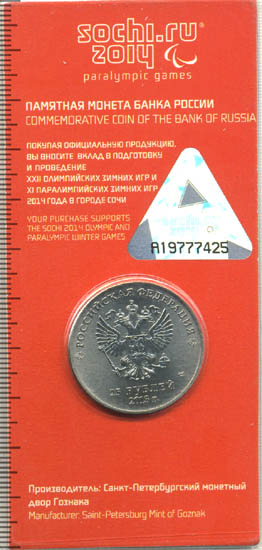 sochi.ru
2014
paralympic games
ПАМЯТНАЯ МОНЕТА БАНКА РОССИИ
COMMEMORATIVE COIN OF THE BANK OF RUSSIA
ПОКУПАЯ ОФИЦИАЛЬНУЮ ПРОДУКЦИЮ,
ВЫ ВНОСИТЕ ВКЛАД В ПОДГОТОВКУ
И ПРОВЕДЕНИЕ
XXII ОЛИМПИЙСКИХ ЗИМНИХ ИГР И
XI ПАРАЛИМПИЙСКИХ ЗИМНИХ ИГР
2014 ГОДА В ГОРОДЕ СОЧИ
YOUR PURCHASE SUPPORTS
THE SOCHI 2014 OLYMPIC AND
PARALYMPIC WINTER GAMES
A19777425
РОССИЙСКАЯ ФЕДЕРАЦИЯ
25 РУБЛЕЙ
Производитель: Санкт-Петербургский монетный
двор Гознака
Manufacturer: Saint-Petersburg Mint of Goznak